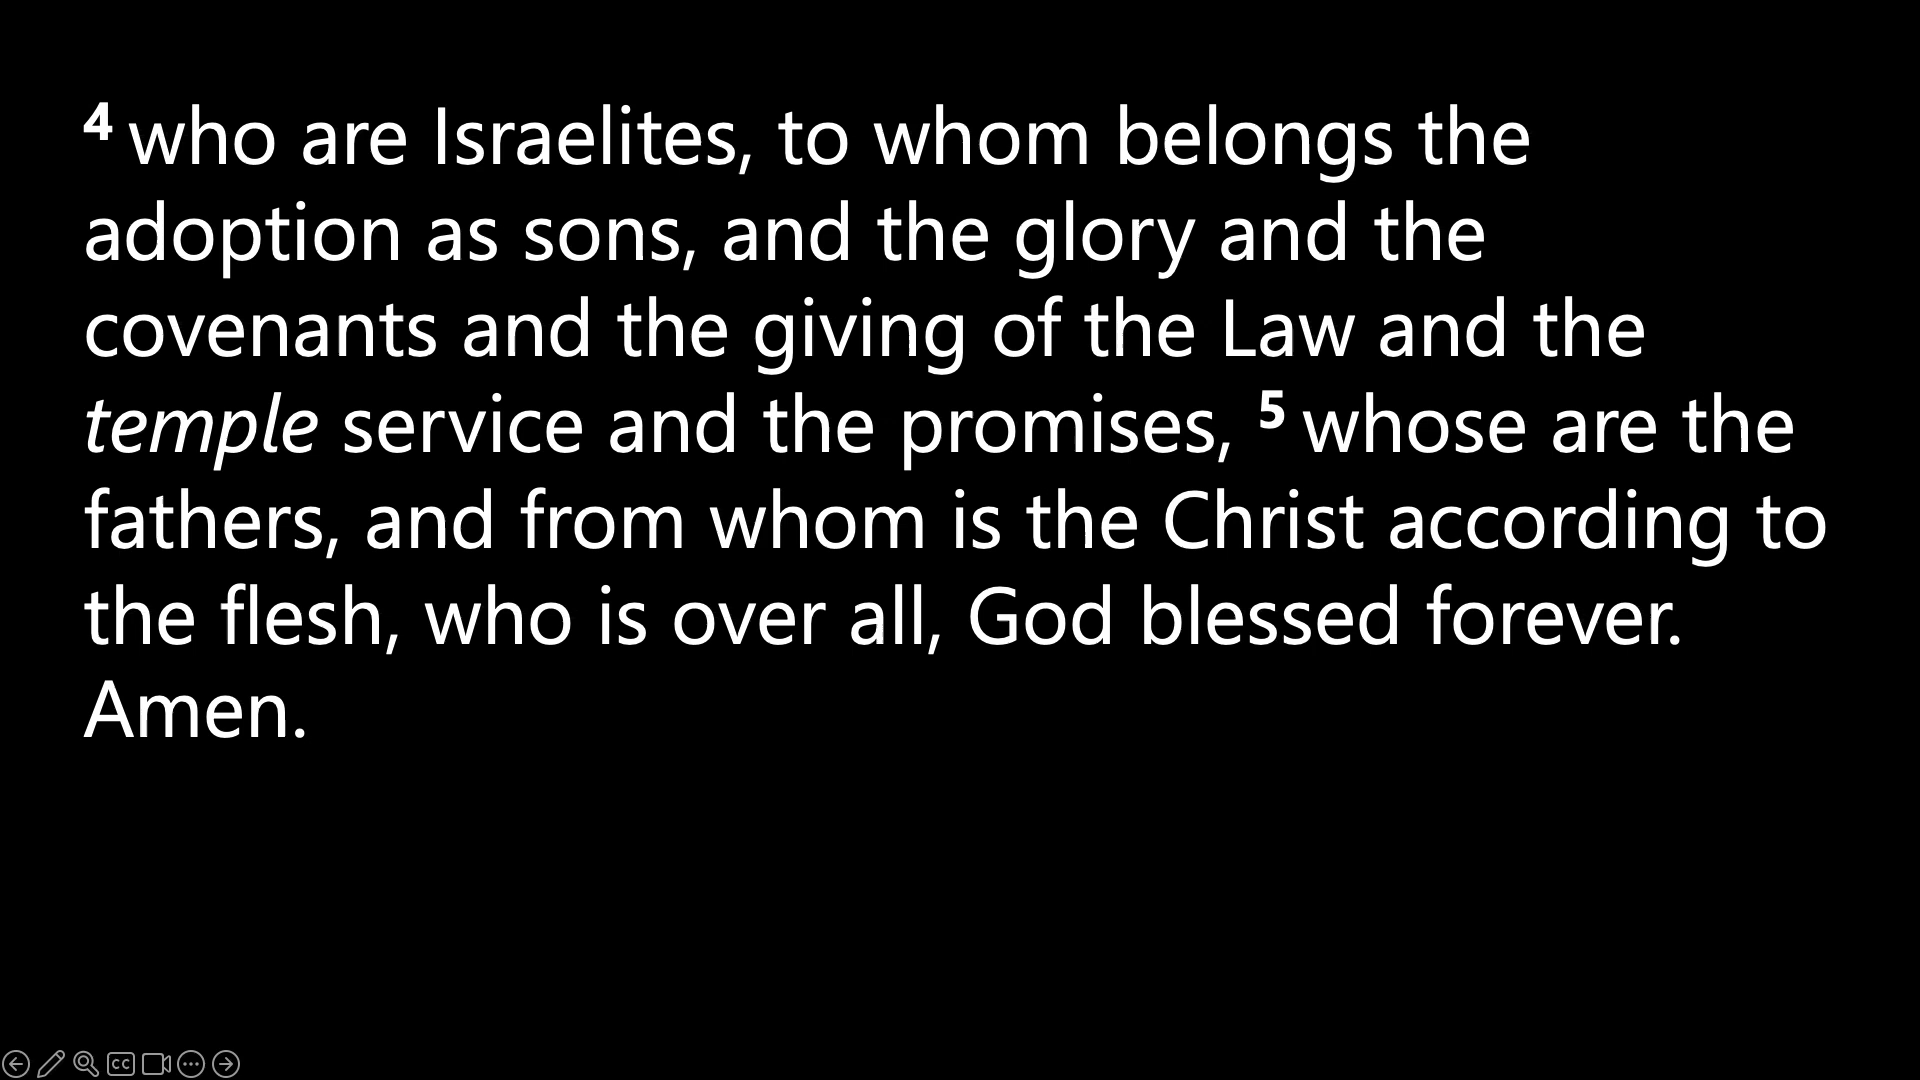 4 who are Israelites, to whom belongs the
adoption as sons, and the glory and the
covenants and the giving of the Law and the
temple service and the promises, 5 whose are the
fathers, and from whom is the Christ according to
the flesh, who is over all, God blessed forever.
Amen.
CC